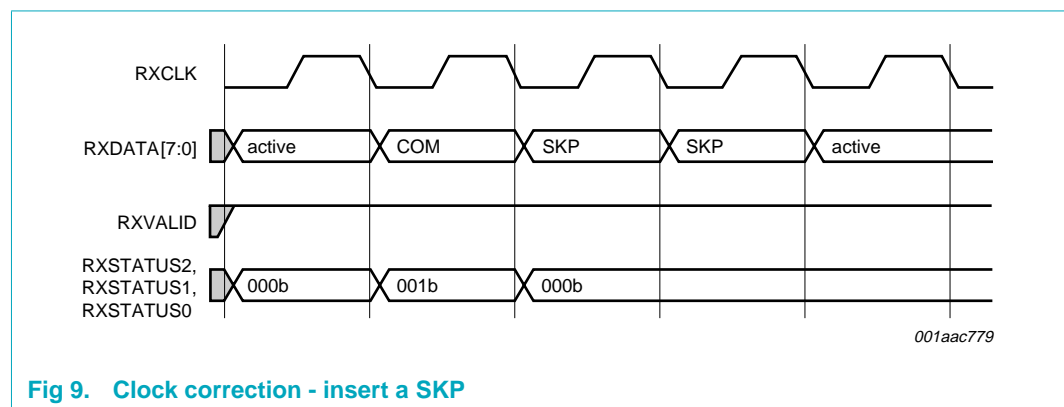 RXCLK
RXDATA[7:0] active COM SKP SKP active
RXVALID
RXSTATUS2,
RXSTATUS1, 000b 001b 000b
RXSTATUS0
001aac779
Fig 9. Clock correction - insert a SKP